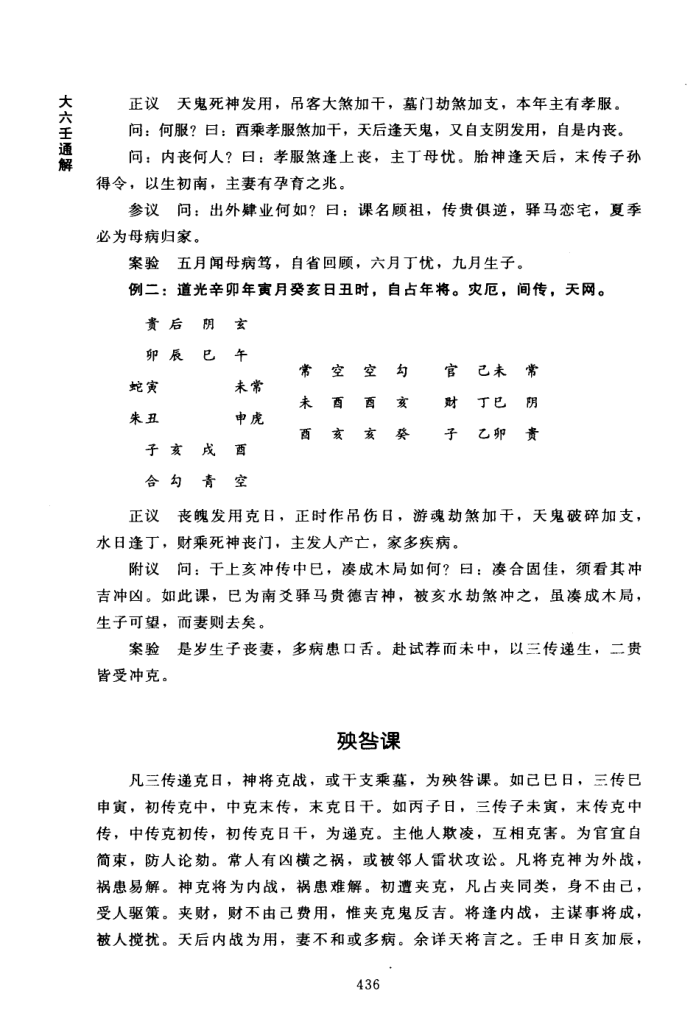 大六壬通解
正议 天鬼死神发用，吊客大煞加干，墓门劫煞加支，本年主有孝服。
问：何服？曰：酉乘孝服煞加干，天后逢天鬼，又自支阴发用，自是内丧。
问：内丧何人？曰：孝服煞逢上丧，主丁母忧。胎神逢天后，末传子孙
得令，以生初南，主妻有孕育之兆。
参议 问：出外肄业何如？曰：课名顾祖，传贵俱逆，驿马恋宅，夏季
必为母病归家。
案验 五月闻母病笃，自省回顾，六月丁忧，九月生子。
例二：道光辛卯年寅月癸亥日丑时，自占年将。灾厄，间传，天网。
贵 后 阴 玄
卯 辰 巳 午
常 空 空 勾 官 己未 常
蛇寅 未常
未 酉 酉 亥 财 丁巳 阴
朱丑 申虎
酉 亥 亥 癸 子 乙卯 贵
子 亥 戌 酉
合 勾 青 空
正议 丧魄发用克日，正时作吊伤日，游魂劫煞加干，天鬼破碎加支，
水日逢丁，财乘死神丧门，主发人产亡，家多疾病。
附议 问：干上亥冲传中巳，凑成木局如何？曰：凑合固佳，须看其冲
吉冲凶。如此课，巳为南爻驿马贵德吉神，被亥水劫煞冲之，虽凑成木局，
生子可望，而妻则去矣。
案验 是岁生子丧妻，多病患口舌。赴试荐而未中，以三传递生，二贵
皆受冲克。
殃咎课
凡三传递克日，神将克战，或干支乘墓，为殃咎课。如己巳日，三传巳
申寅，初传克中，中克末传，末克日干。如丙子日，三传子未寅，末传克中
传，中传克初传，初传克日干，为递克。主他人欺凌，互相克害。为官宜自
简束，防人论劾。常人有凶横之祸，或被邻人雷状攻讼。凡将克神为外战，
祸患易解。神克将为内战，祸患难解。初遭夹克，凡占夹同类，身不由己，
受人驱策。夹财，财不由己费用，惟夹克鬼反吉。将逢内战，主谋事将成，
被人搅扰。天后内战为用，妻不和或多病。余详天将言之。壬申日亥加辰，
436